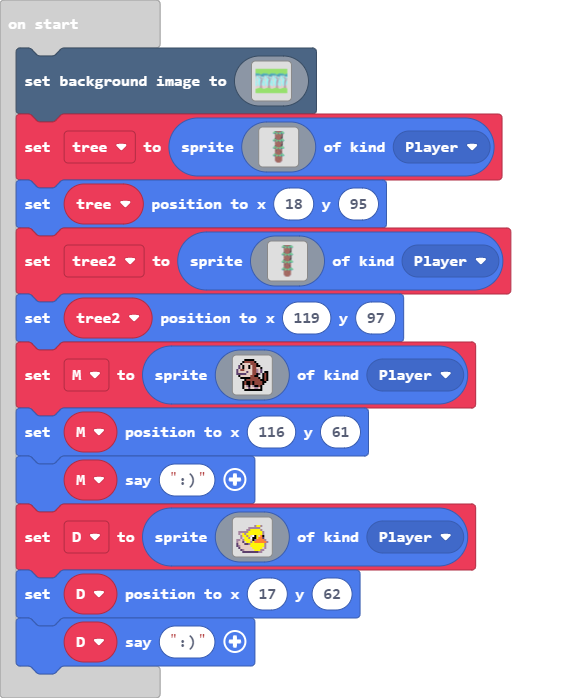 on start
set background image to
set tree to sprite of kind Player
set tree position to x 18 y 95
set tree2 to sprite of kind Player
set tree2 position to x 119 y 97
set M to sprite of kind Player
set M position to x 116 y 61
M say ":)"
set D to sprite of kind Player
set D position to x 17 y 62
D say ":)"